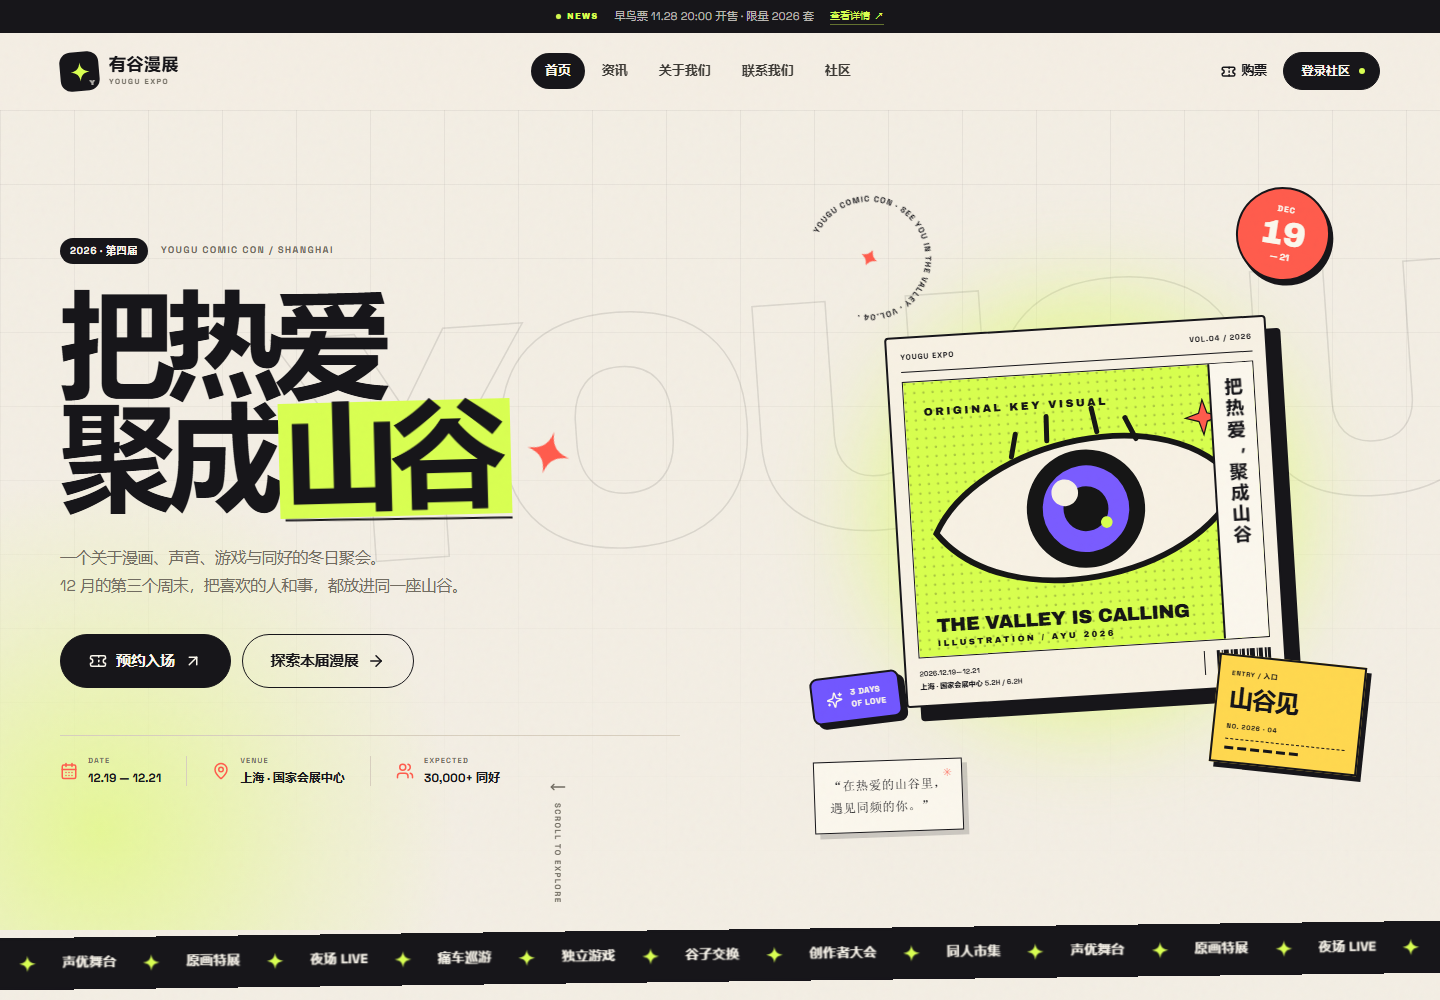 NEWS 早鸟票 11.28 20:00 开售 · 限量 2026 套 查看详情 ↗
有谷漫展
YOUGU EXPO
首页 资讯 关于我们 联系我们 社区
购票 登录社区
2026 · 第四届 YOUGU COMIC CON / SHANGHAI
把热爱
聚成山谷
一个关于漫画、声音、游戏与同好的冬日聚会。
12 月的第三个周末，把喜欢的人和事，都放进同一座山谷。
预约入场 探索本届漫展
DATE
12.19 — 12.21
VENUE
上海 · 国家会展中心
EXPECTED
30,000+ 同好
SCROLL TO EXPLORE
YOUGU COMIC CON · SEE YOU IN THE VALLEY · VOL.04 ·
DEC
19
— 21
YOUGU EXPO VOL.04 / 2026
ORIGINAL KEY VISUAL
把热爁，聚成山谷
THE VALLEY IS CALLING
ILLUSTRATION / AYU 2026
2026.12.19—12.21
上海 · 国家会展中心 5.2H / 6.2H
3 DAYS
OF LOVE
ENTRY / 入口
山谷见
NO. 2026 · 04
“在热爱的山谷里，
遇见同频的你。”
you u
声优舞台 原画特展 夜场 LIVE 痛车巡游 独立游戏 谷子交换 创作者大会 同人市集 声优舞台 原画特展 夜场 LIVE